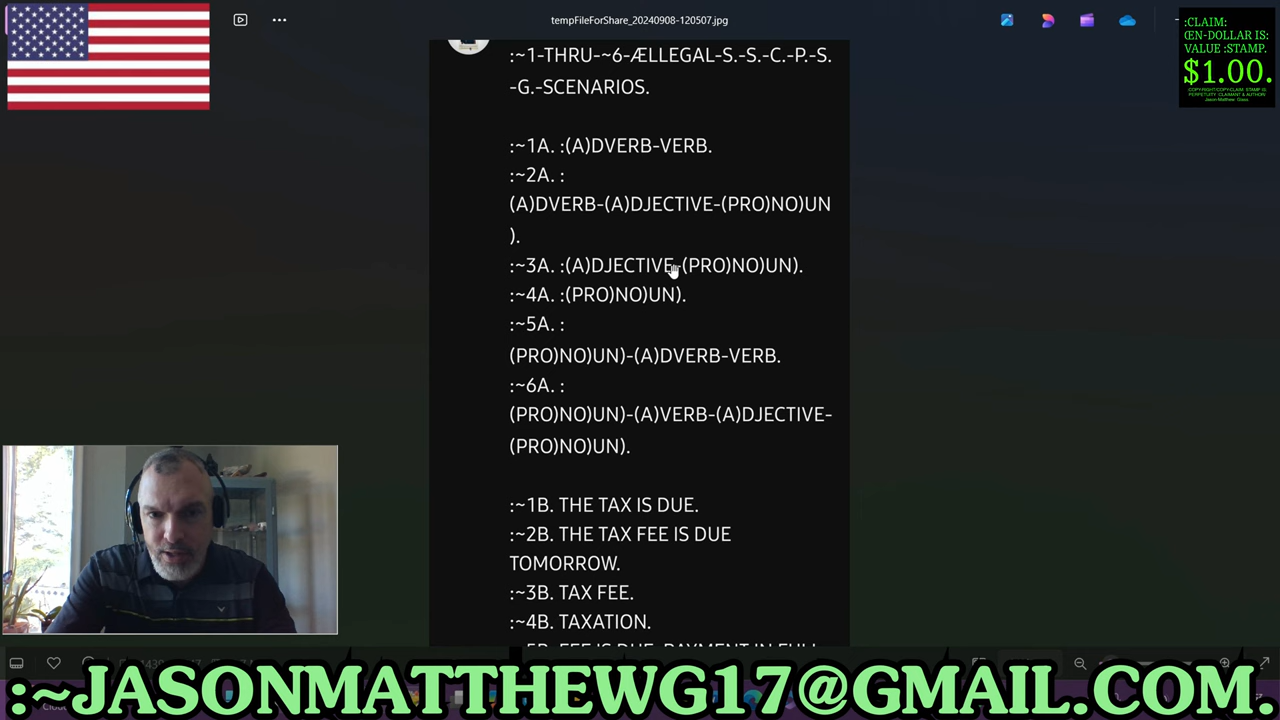 tempFileForShare_20240908-120507.jpg
:CLAIM:
ŒN-DOLLAR IS:
VALUE :STAMP.
$1.00.
Jason Matthew: Glass.
:~1-THRU-~6-ÆLLEGAL-S.-S.-C.-P.-S.
-G.-SCENARIOS.
:~1A. :(A)DVERB-VERB.
:~2A. :
(A)DVERB-(A)DJECTIVE-(PRO)NO)UN
).
:~3A. :(A)DJECTIVE-(PRO)NO)UN).
:~4A. :(PRO)NO)UN).
:~5A. :
(PRO)NO)UN)-(A)DVERB-VERB.
:~6A. :
(PRO)NO)UN)-(A)VERB-(A)DJECTIVE-
(PRO)NO)UN).
:~1B. THE TAX IS DUE.
:~2B. THE TAX FEE IS DUE
TOMORROW.
:~3B. TAX FEE.
:~4B. TAXATION.
:~JASONMATTHEWG17@GMAIL.COM.